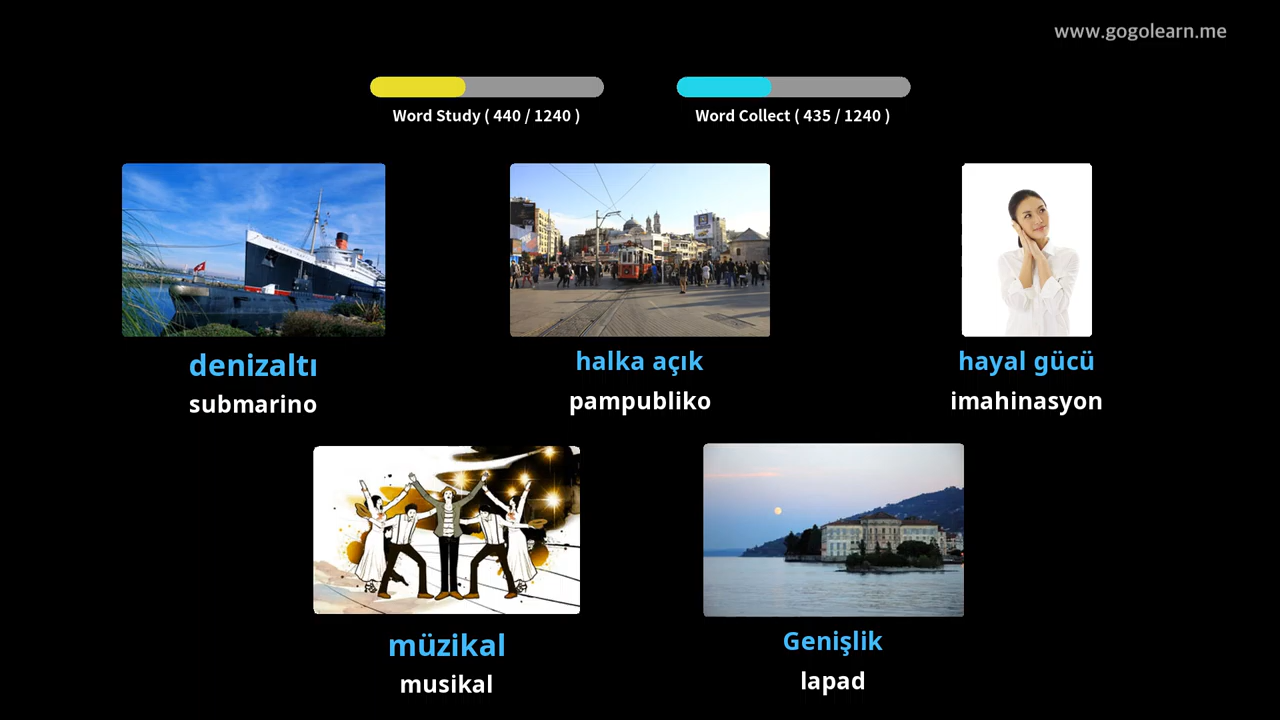 www.gogolearn.me
Word Study ( 440 / 1240 )
Word Collect ( 435 / 1240 )
denizaltı
submarino
halka açık
pampubliko
hayal gücü
imahinasyon
müzikal
musikal
Genişlik
lapad